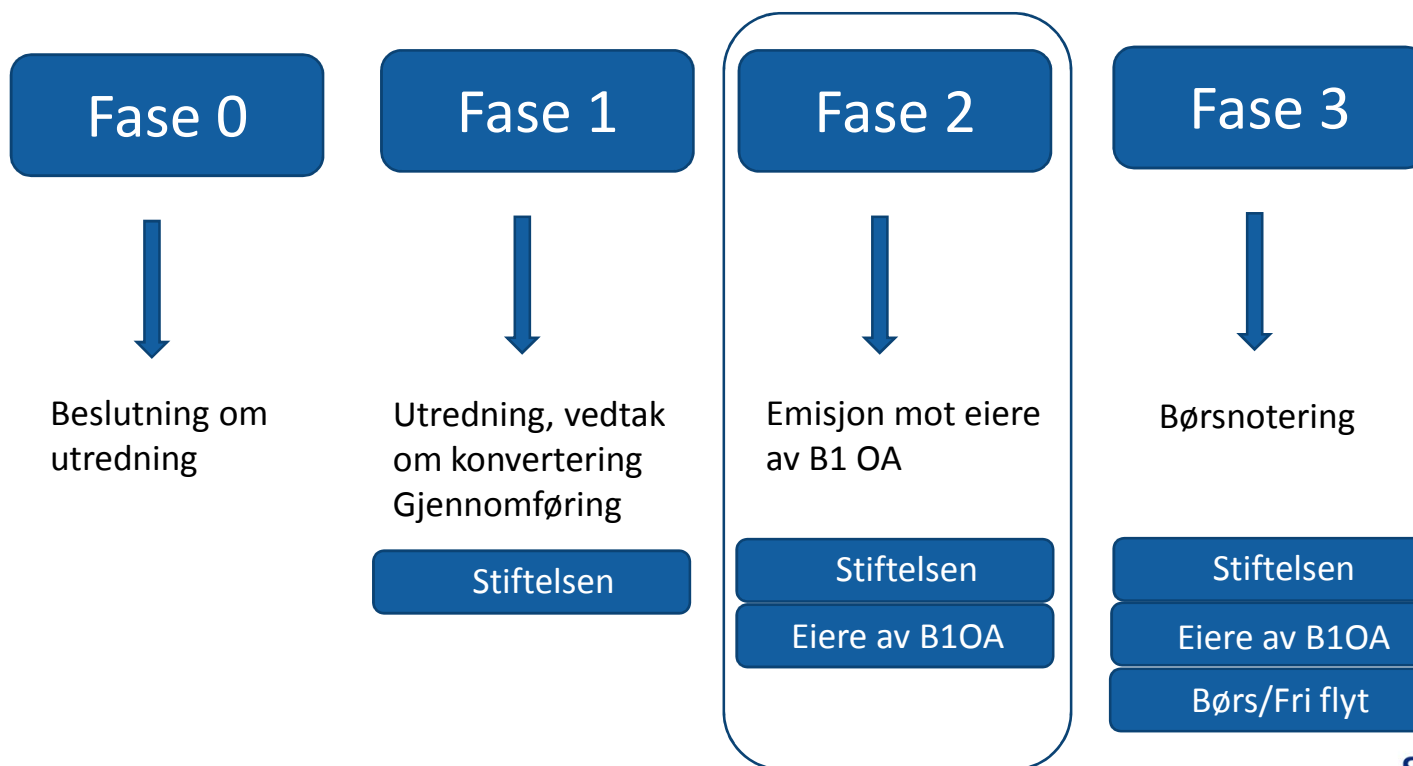 Fase 0
Fase 1
Fase 2
Fase 3
Beslutning om
utredning
Utredning, vedtak
om konvertering
Gjennomføring
Emisjon mot eiere
av B1 OA
Børsnotering
Stiftelsen
Stiftelsen
Eiere av B1OA
Stiftelsen
Eiere av B1OA
Børs/Fri flyt